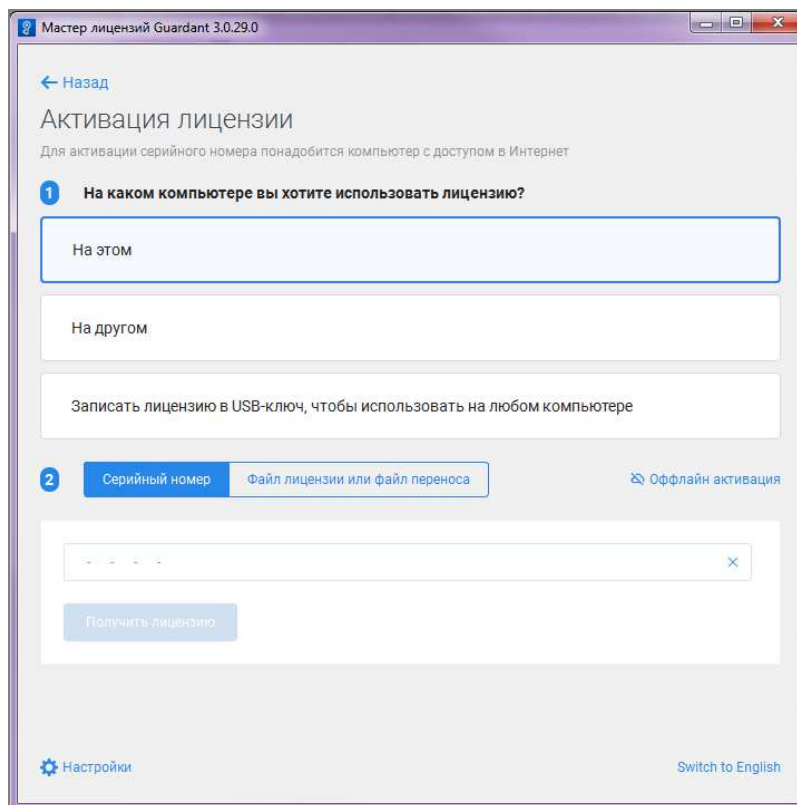 Мастер лицензий Guardant 3.0.29.0
Назад
Активация лицензии
Для активации серийного номера понадобится компьютер с доступом в Интернет
1 На каком компьютере вы хотите использовать лицензию?
На этом
На другом
Записать лицензию в USB-ключ, чтобы использовать на любом компьютере
2 Серийный номер Файл лицензии или файл переноса Оффлайн активация
- - - -
Получить лицензию
Настройки Switch to English